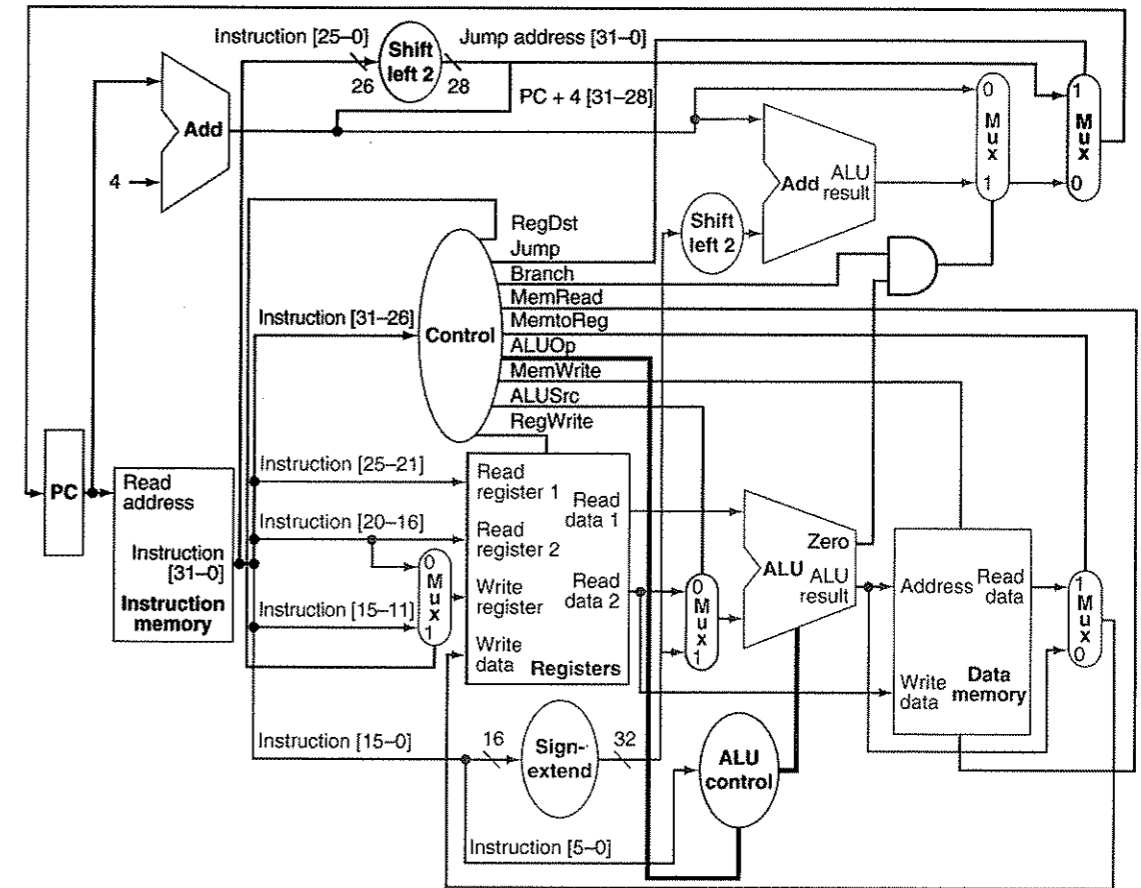 Instruction [25–0]
Shift
left 2
Jump address [31–0]
26
28
PC + 4 [31–28]
Add
4
0
M
u
x
1
1
M
u
x
0
Add
ALU
result
Shift
left 2
RegDst
Jump
Branch
MemRead
MemtoReg
ALUOp
MemWrite
ALUSrc
RegWrite
Instruction [31–26]
Control
PC
Read
address
Instruction
[31–0]
Instruction
memory
Instruction [25–21]
Instruction [20–16]
Instruction [15–11]
0
M
u
x
1
Read
register 1
Read
register 2
Write
register
Write
data
Read
data 1
Read
data 2
Registers
0
M
u
x
1
Zero
ALU
ALU
result
Address
Read
data
Write
data
Data
memory
1
M
u
x
0
Instruction [15–0]
16
Sign-
extend
32
ALU
control
Instruction [5–0]